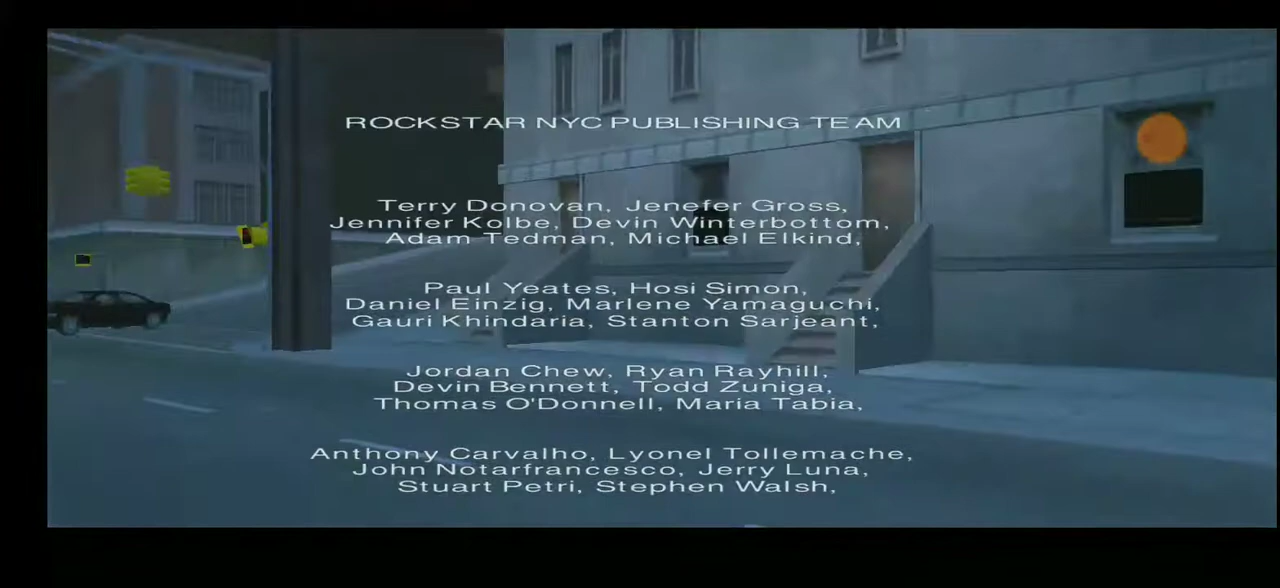 ROCKSTAR NYC PUBLISHING TEAM
Terry Donovan, Jenefer Gross,
Jennifer Kolbe, Devin Winterbottom,
Adam Tedman, Michael Elkind,
Paul Yeates, Hosi Simon,
Daniel Einzig, Marlene Yamaguchi,
Gauri Khindaria, Stanton Sarjeant,
Jordan Chew, Ryan Rayhill,
Devin Bennett, Todd Zuniga,
Thomas O'Donnell, Maria Tabia,
Anthony Carvalho, Lyonel Tollemache,
John Notarfrancesco, Jerry Luna,
Stuart Petri, Stephen Walsh,